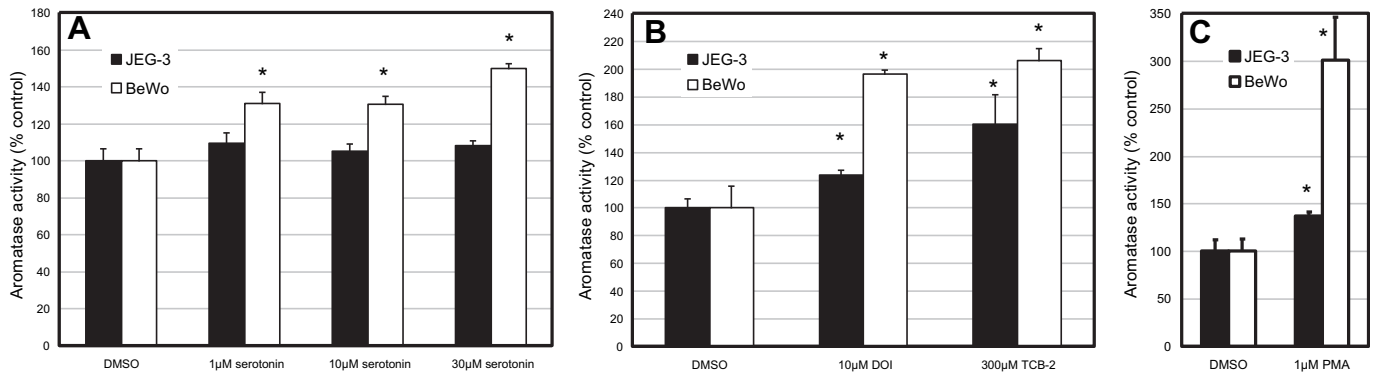 A
Aromatase activity (% control)
180
160
140
120
100
80
60
40
20
0
JEG-3
BeWo
*
*
*
DMSO
1µM serotonin
10µM serotonin
30µM serotonin
B
Aromatase activity (% control)
240
220
200
180
160
140
120
100
80
60
40
20
0
JEG-3
BeWo
*
*
*
*
DMSO
10µM DOI
300µM TCB-2
C
Aromatase activity (% control)
350
300
250
200
150
100
50
0
JEG-3
BeWo
*
*
DMSO
1µM PMA